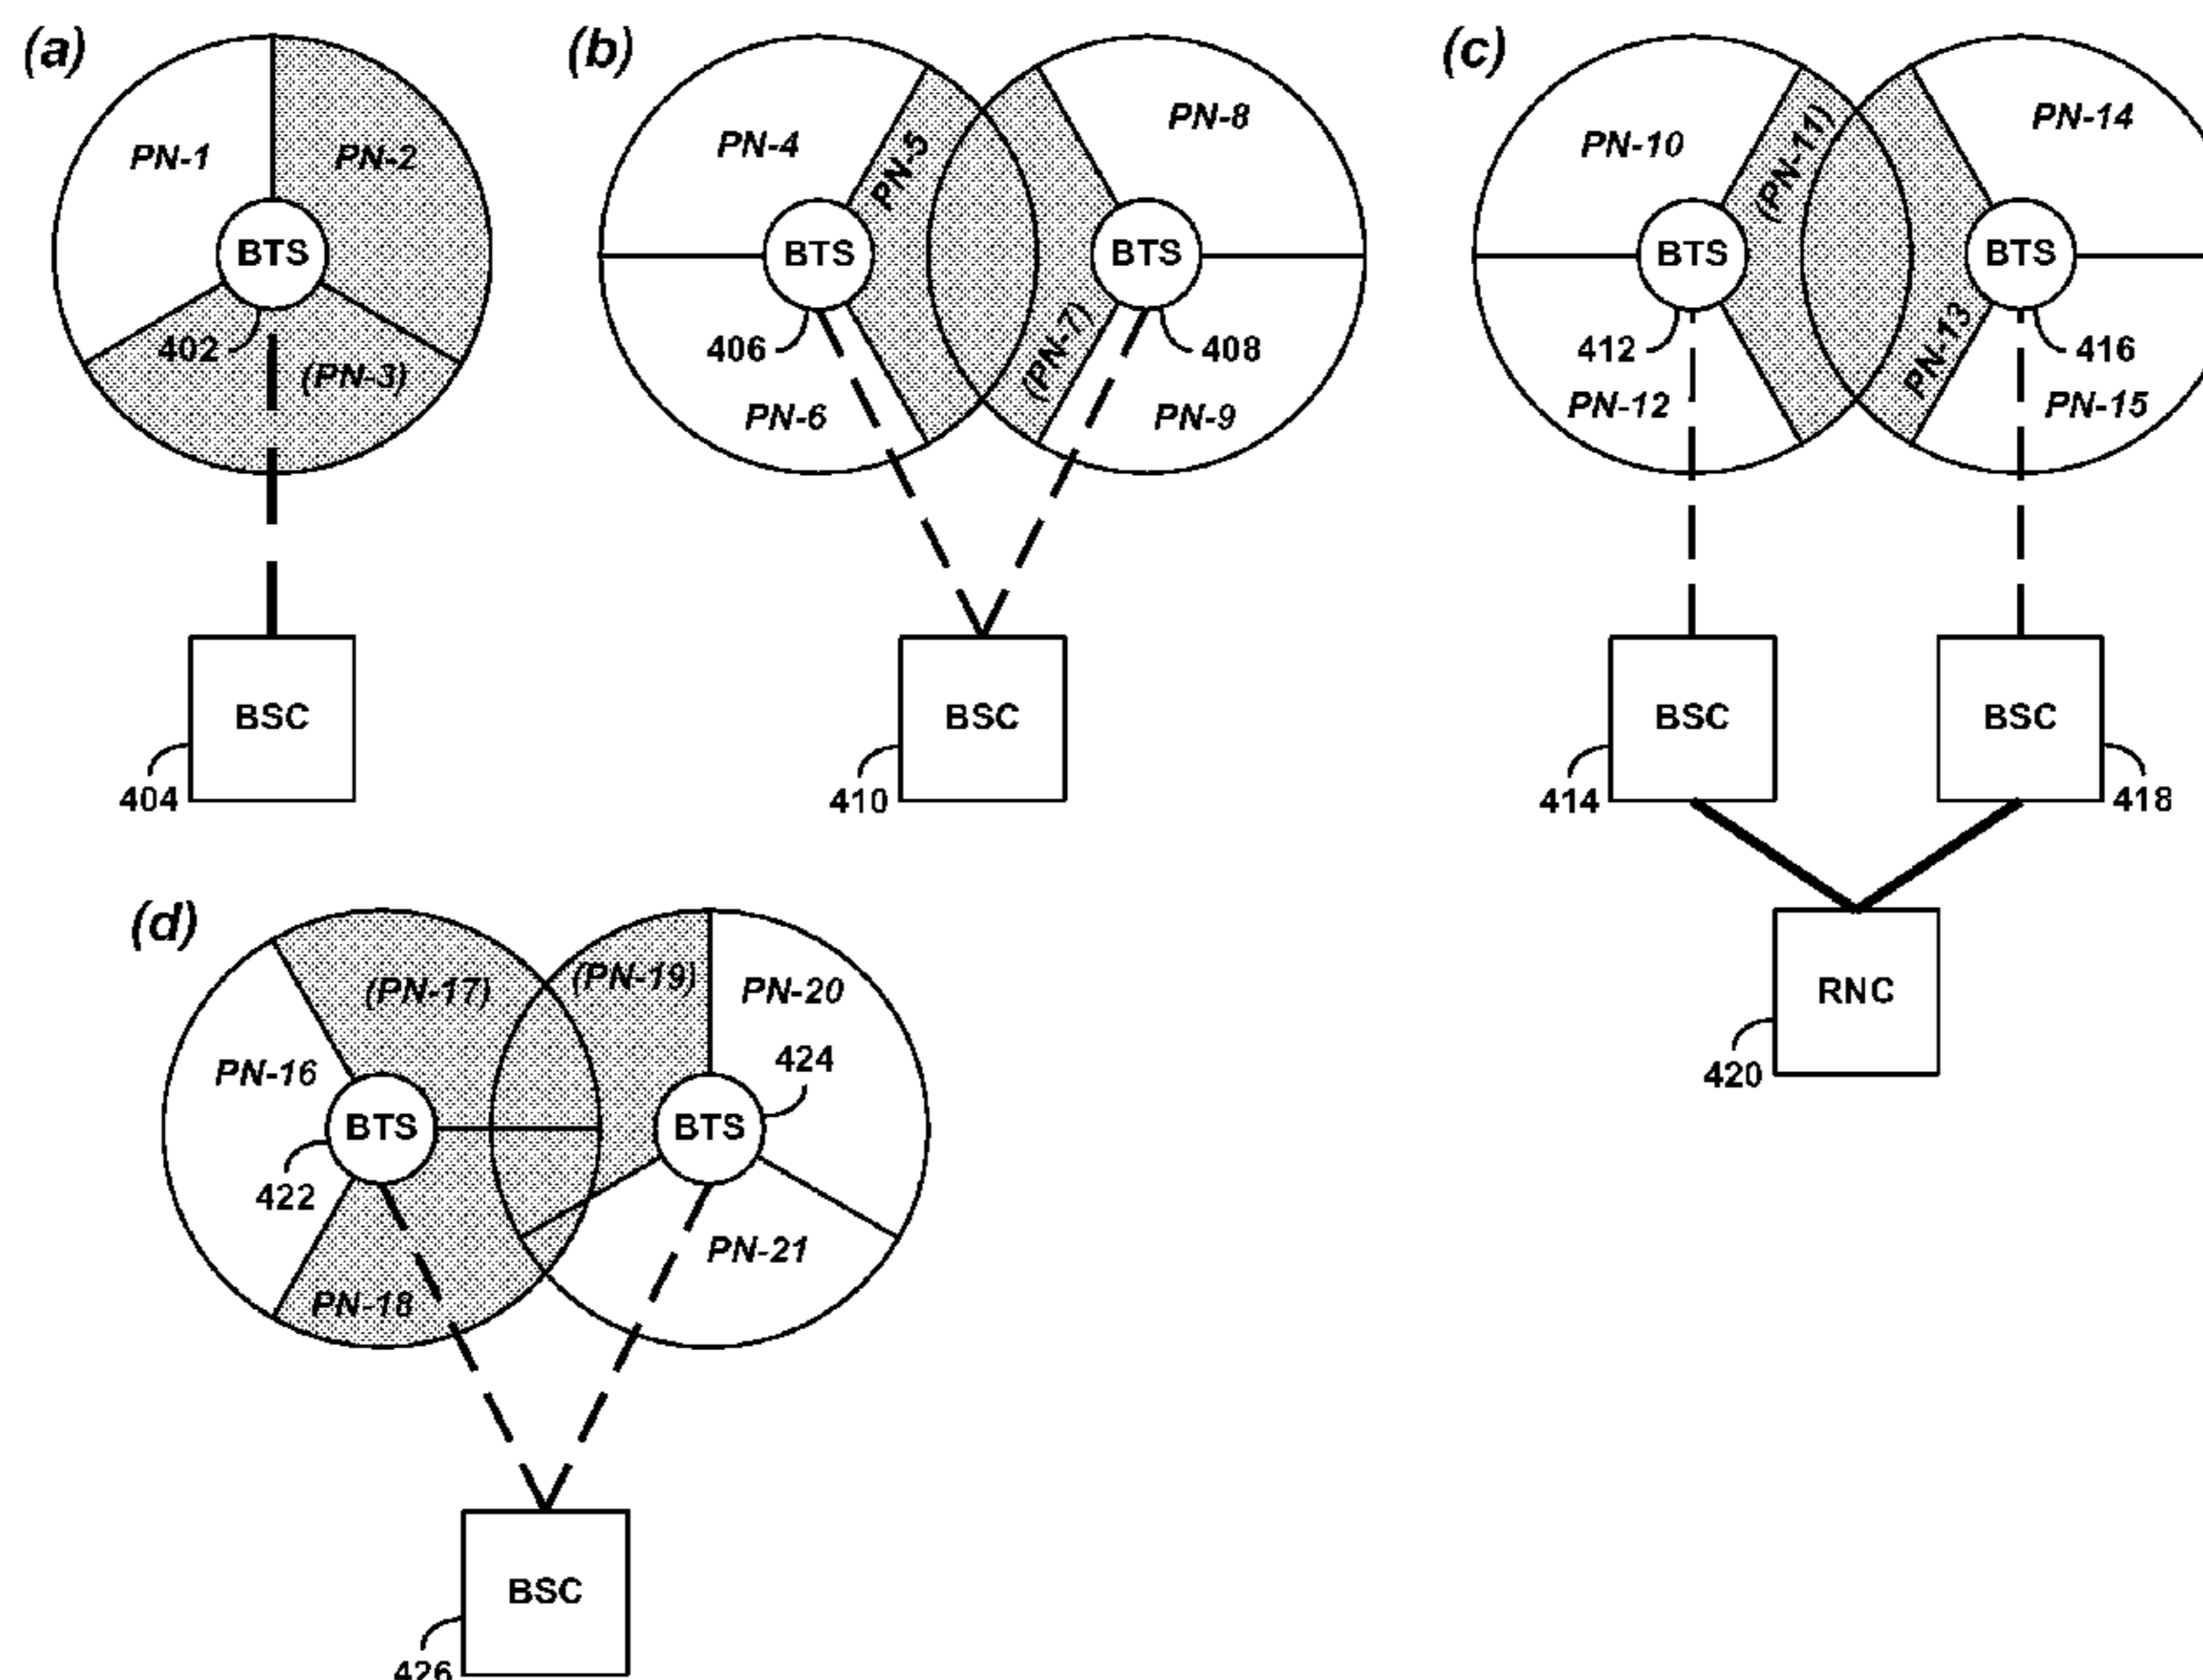 (a)
PN-1
PN-2
BTS
402
(PN-3)
BSC
404
(b)
PN-4
PN-5
PN-8
BTS
BTS
406
408
(PN-7)
PN-6
PN-9
BSC
410
(c)
PN-10
(PN-11)
PN-14
BTS
BTS
412
416
PN-12
PN-13
PN-15
BSC
BSC
414
418
RNC
420
(d)
(PN-17)
(PN-19)
PN-20
PN-16
424
BTS
BTS
422
PN-18
PN-21
BSC
426